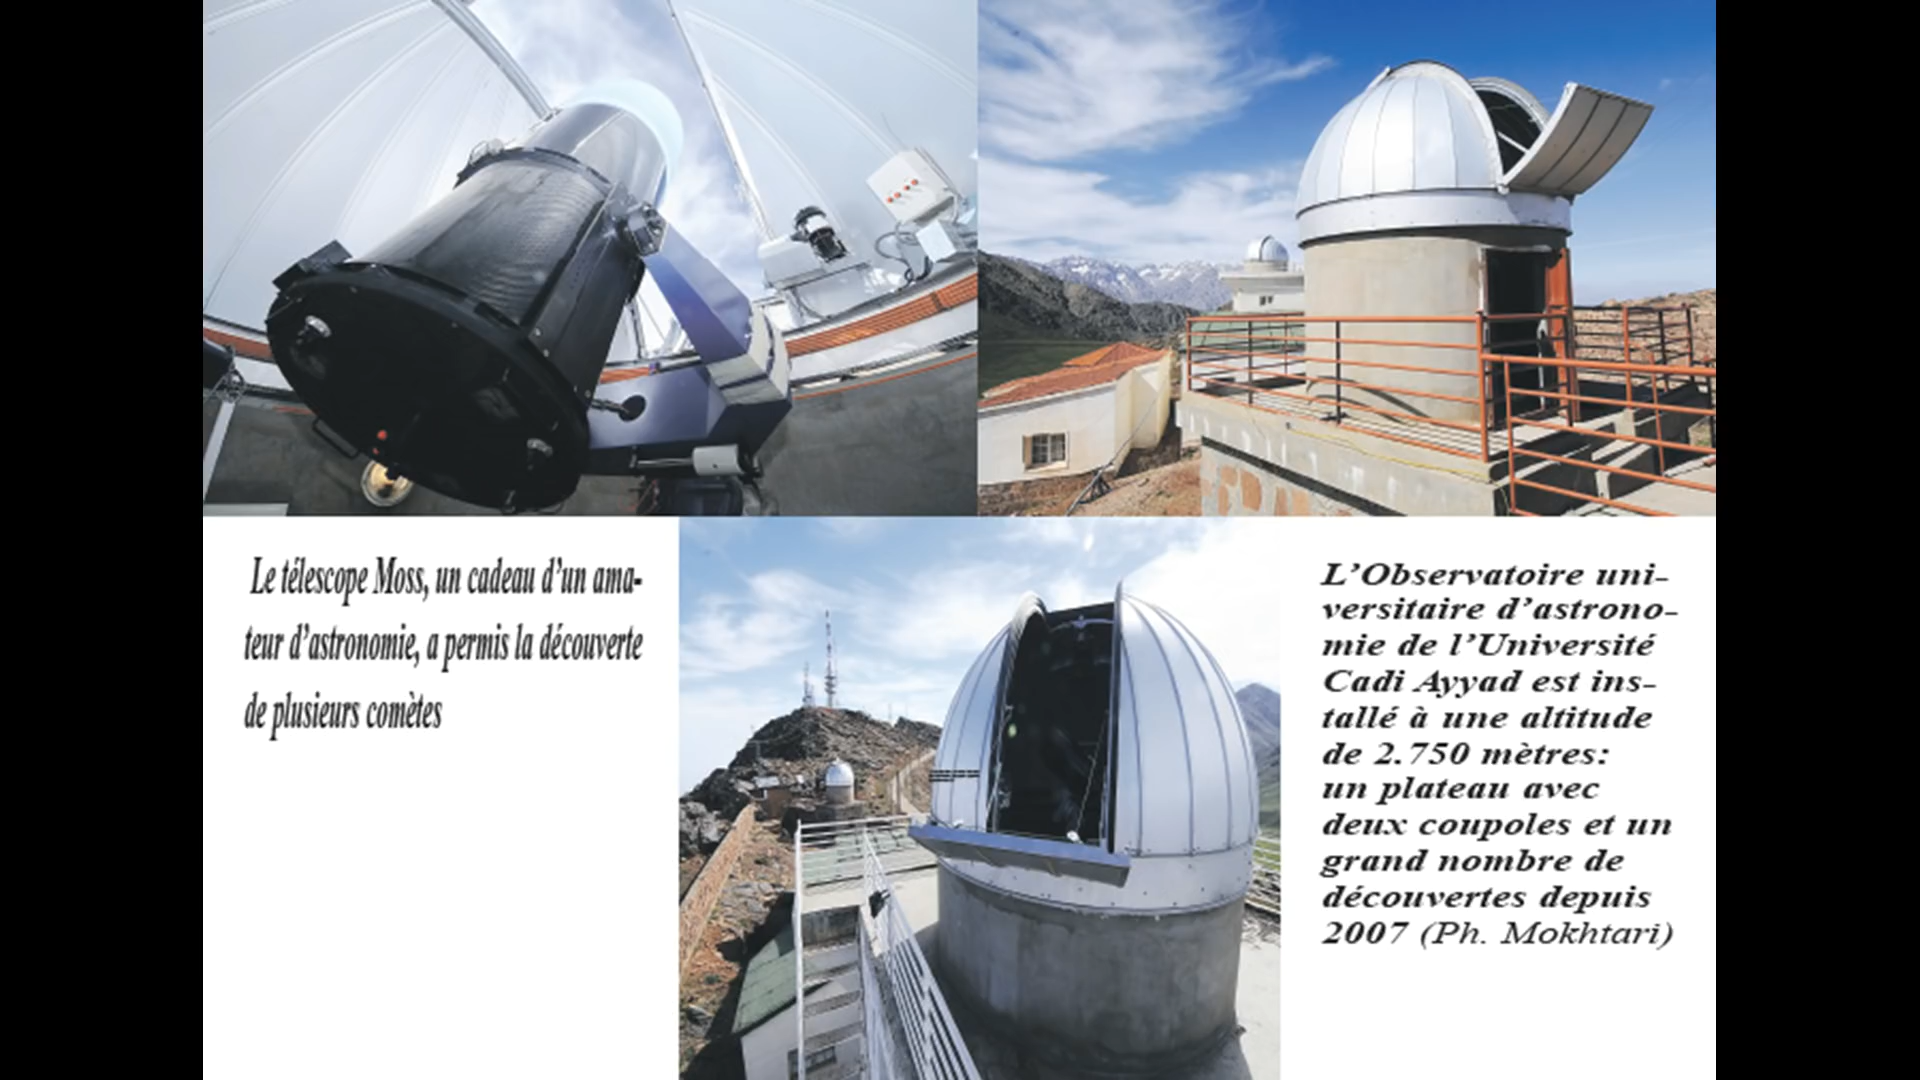 Le télescope Moss, un cadeau d'un ama-
teur d'astronomie, a permis la découverte
de plusieurs comètes
L'Observatoire uni-
versitaire d'astrono-
mie de l'Université
Cadi Ayyad est ins-
tallé à une altitude
de 2.750 mètres:
un plateau avec
deux coupoles et un
grand nombre de
découvertes depuis
2007 (Ph. Mokhtari)